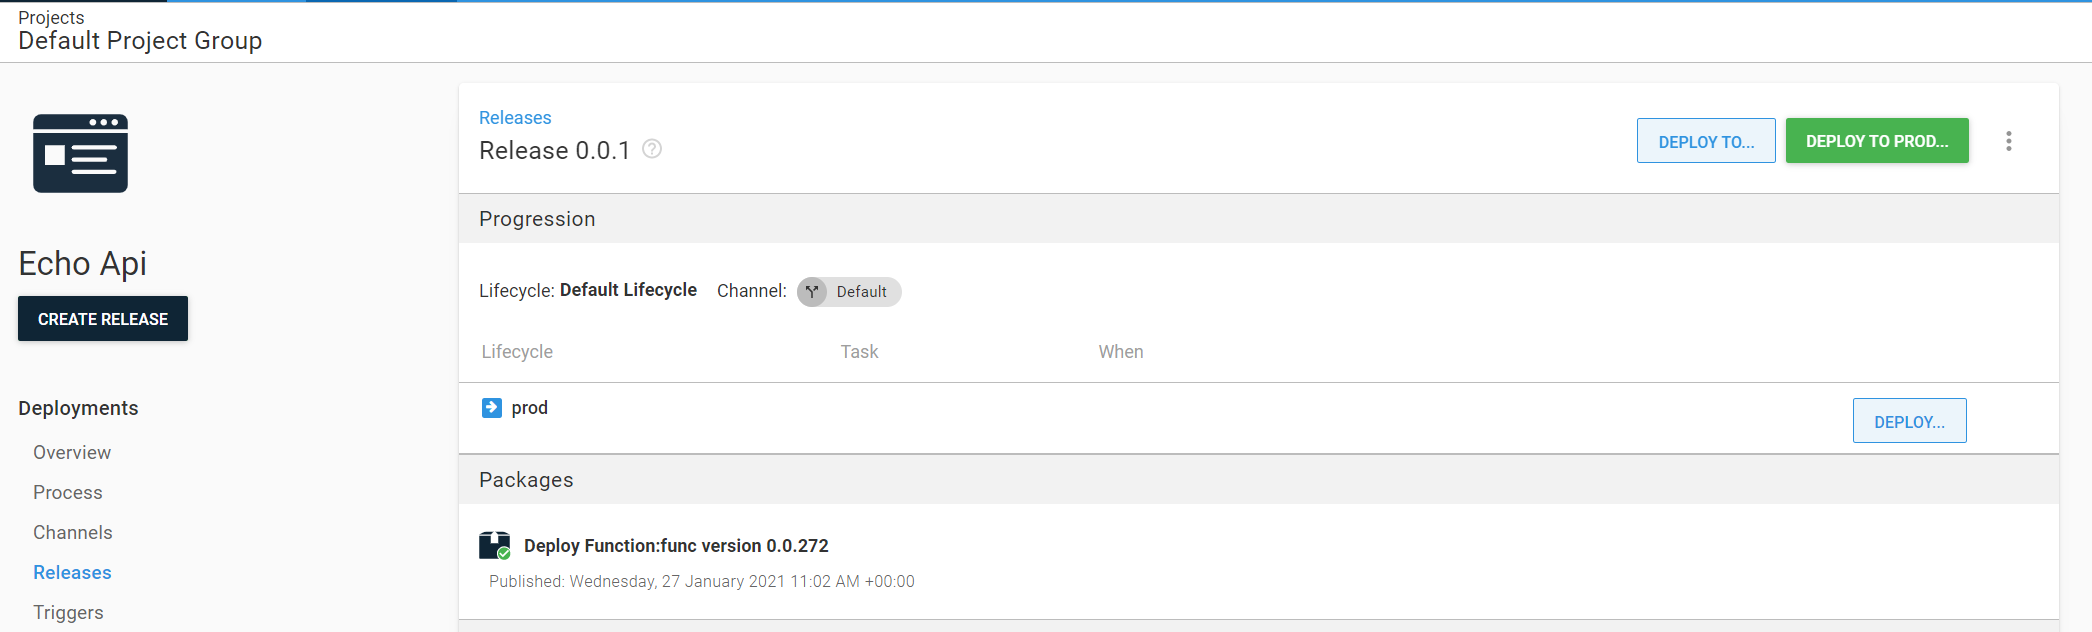 Projects
Default Project Group
Echo Api
CREATE RELEASE
Deployments
Overview
Process
Channels
Releases
Triggers
Releases
Release 0.0.1 ?
DEPLOY TO... DEPLOY TO PROD...
Progression
Lifecycle: Default Lifecycle Channel: Default
Lifecycle Task When
prod DEPLOY...
Packages
Deploy Function:func version 0.0.272
Published: Wednesday, 27 January 2021 11:02 AM +00:00